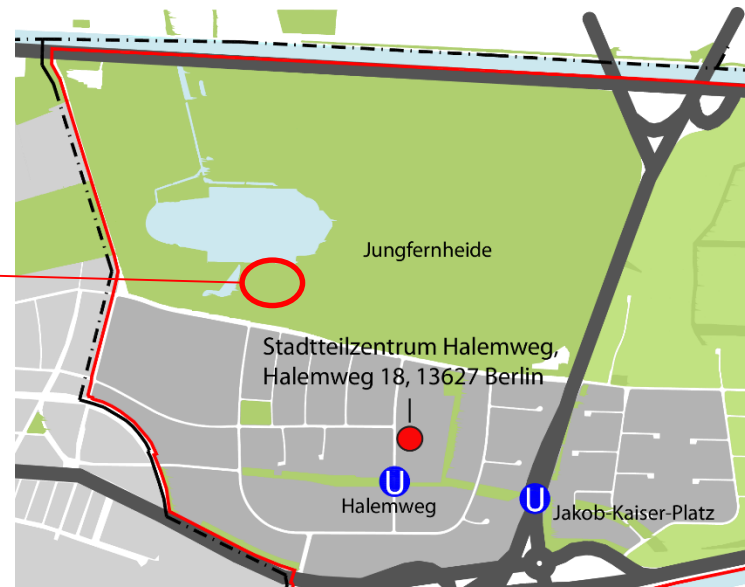 Jungfernheide
Stadtteilzentrum Halemweg,
Halemweg 18, 13627 Berlin
U
Halemweg
U
Jakob-Kaiser-Platz